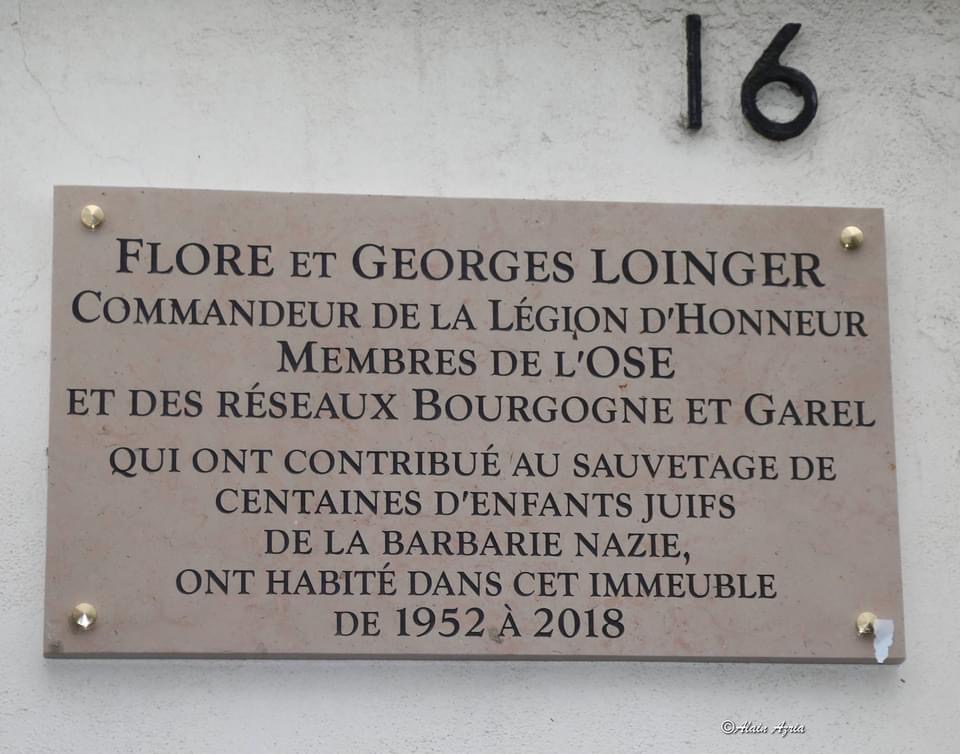 16
FLORE ET GEORGES LOINGER
COMMANDEUR DE LA LÉGION D'HONNEUR
MEMBRES DE L'OSE
ET DES RÉSEAUX BOURGOGNE ET GAREL
QUI ONT CONTRIBUÉ AU SAUVETAGE DE
CENTAINES D'ENFANTS JUIFS
DE LA BARBARIE NAZIE,
ONT HABITÉ DANS CET IMMEUBLE
DE 1952 À 2018
©Alain Azria